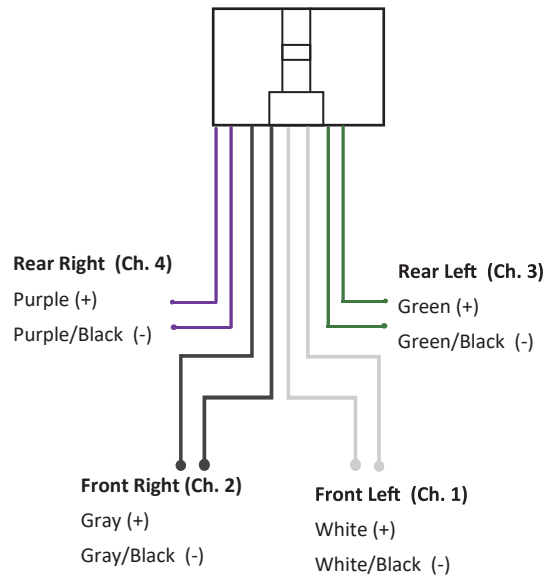 Rear Right  (Ch. 4)
Purple (+)
Purple/Black  (-)
Rear Left  (Ch. 3)
Green (+)
Green/Black  (-)
Front Right (Ch. 2)
Gray (+)
Gray/Black  (-)
Front Left  (Ch. 1)
White (+)
White/Black  (-)